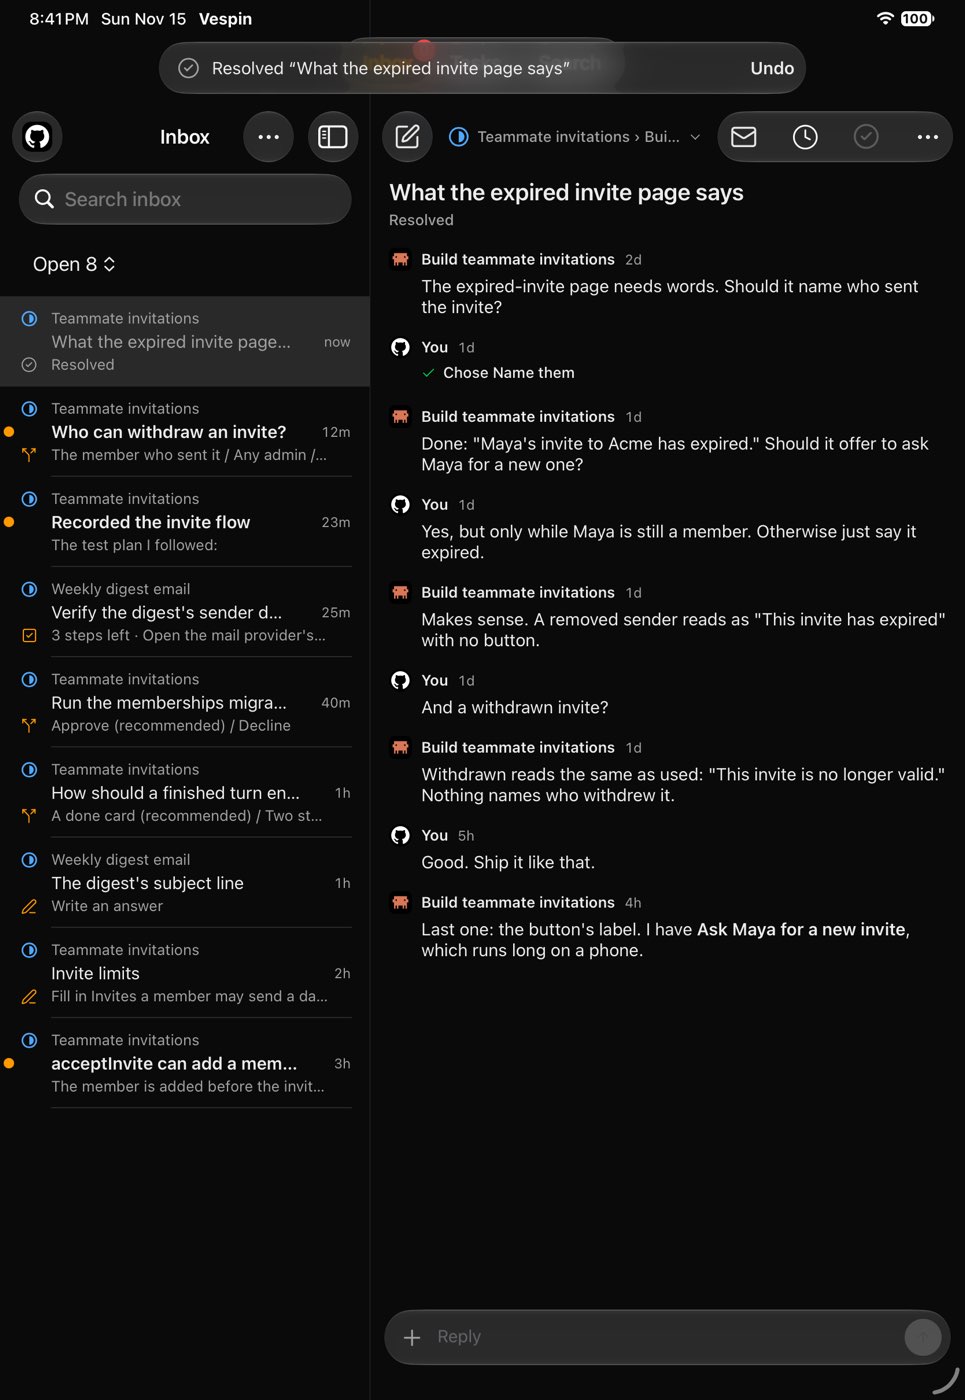 8:41 PM Sun Nov 15 Vespin
100
Resolved “What the expired invite page says”
Undo
Inbox
Search inbox
Open 8
Teammate invitations
What the expired invite page...
now
Resolved
Teammate invitations
Who can withdraw an invite?
12m
The member who sent it / Any admin /...
Teammate invitations
Recorded the invite flow
23m
The test plan I followed:
Weekly digest email
Verify the digest's sender d...
25m
3 steps left · Open the mail provider's...
Teammate invitations
Run the memberships migra...
40m
Approve (recommended) / Decline
Teammate invitations
How should a finished turn en...
1h
A done card (recommended) / Two st...
Weekly digest email
The digest's subject line
1h
Write an answer
Teammate invitations
Invite limits
2h
Fill in Invites a member may send a da...
Teammate invitations
acceptInvite can add a mem...
3h
The member is added before the invit...
Teammate invitations › Bui...
What the expired invite page says
Resolved
Build teammate invitations 2d
The expired-invite page needs words. Should it name who sent
the invite?
You 1d
Chose Name them
Build teammate invitations 1d
Done: "Maya's invite to Acme has expired." Should it offer to ask
Maya for a new one?
You 1d
Yes, but only while Maya is still a member. Otherwise just say it
expired.
Build teammate invitations 1d
Makes sense. A removed sender reads as "This invite has expired"
with no button.
You 1d
And a withdrawn invite?
Build teammate invitations 1d
Withdrawn reads the same as used: "This invite is no longer valid."
Nothing names who withdrew it.
You 5h
Good. Ship it like that.
Build teammate invitations 4h
Last one: the button's label. I have Ask Maya for a new invite,
which runs long on a phone.
Reply